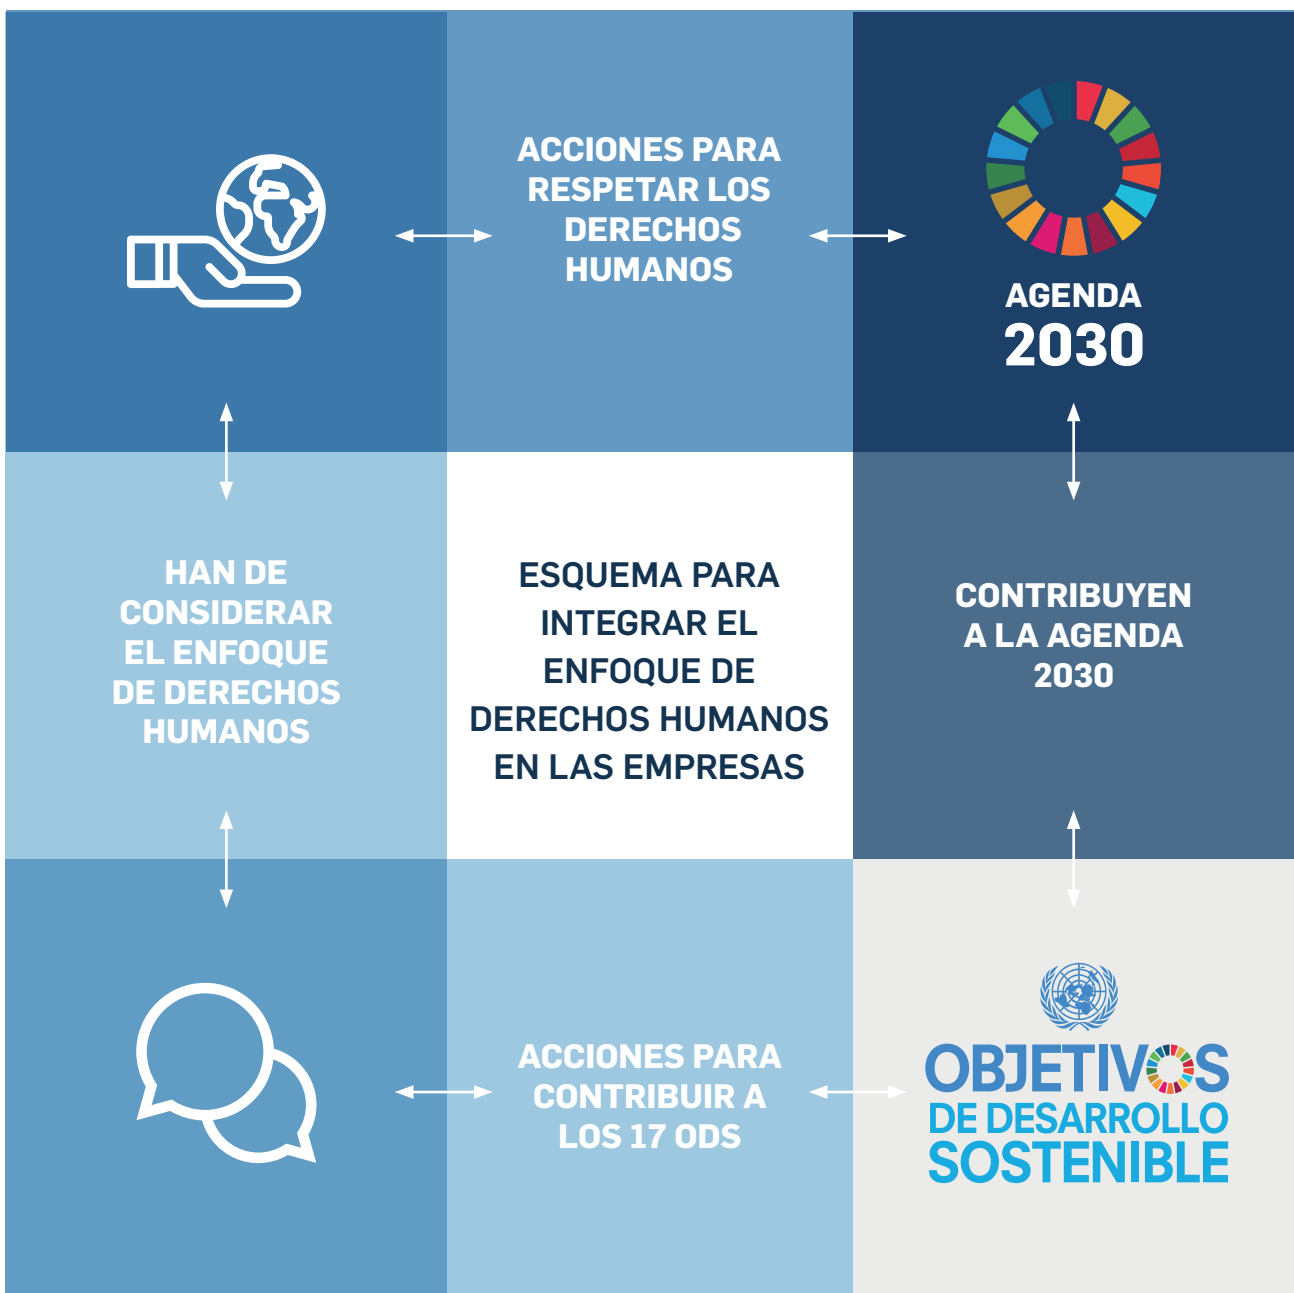 ACCIONES PARA
RESPETAR LOS
DERECHOS
HUMANOS
AGENDA
2030
HAN DE
CONSIDERAR
EL ENFOQUE
DE DERECHOS
HUMANOS
ESQUEMA PARA
INTEGRAR EL
ENFOQUE DE
DERECHOS HUMANOS
EN LAS EMPRESAS
CONTRIBUYEN
A LA AGENDA
2030
ACCIONES PARA
CONTRIBUIR A
LOS 17 ODS
OBJETIVOS
DE DESARROLLO
SOSTENIBLE